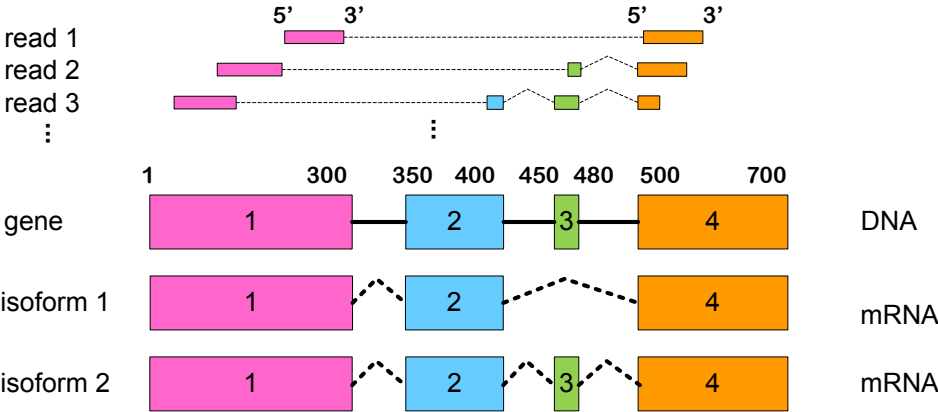 5’ 3’ 5’ 3’
read 1
read 2
read 3
⋮ ⋮
1 300 350 400 450 480 500 700
gene 1 2 3 4 DNA
isoform 1 1 2 4 mRNA
isoform 2 1 2 3 4 mRNA